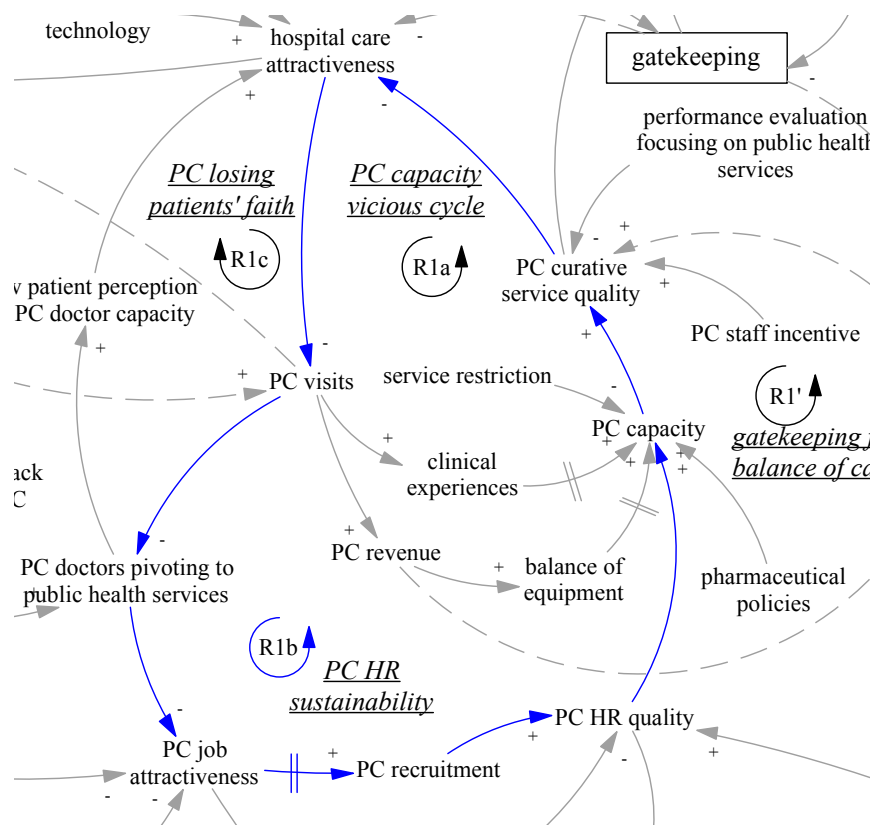 technology
hospital care
attractiveness
gatekeeping
performance evaluation
focusing on public health
services
PC losing
patients' faith
PC capacity
vicious cycle
R1c
R1a
PC curative
service quality
patient perception
PC doctor capacity
PC staff incentive
PC visits
service restriction
R1'
PC capacity
gatekeeping
balance of
clinical
experiences
PC revenue
balance of
equipment
pharmaceutical
policies
PC doctors pivoting to
public health services
R1b
PC HR
sustainability
PC HR quality
PC job
attractiveness
PC recruitment